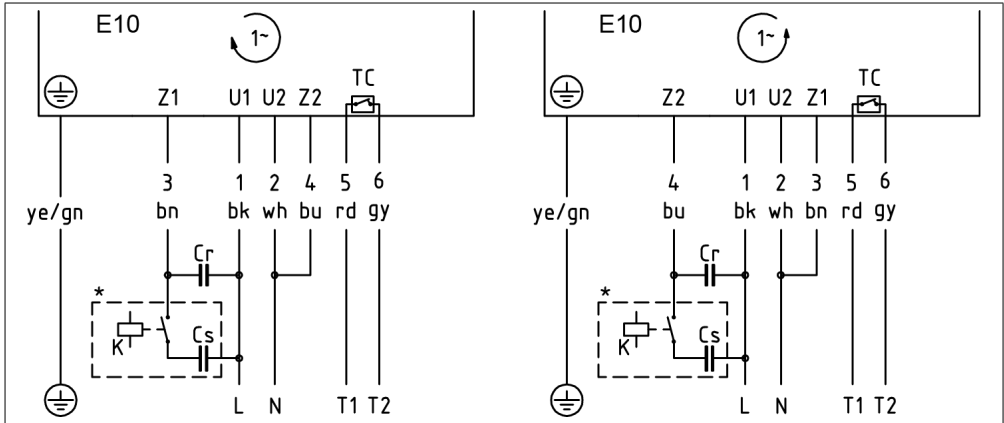 E10
1~
TC
Z1 U1 U2 Z2
3 1 2 4 5 6
ye/gn bn bk wh bu rd gy
Cr
*
K Cs
L N T1 T2
E10
1~
TC
Z2 U1 U2 Z1
4 1 2 3 5 6
ye/gn bu bk wh bn rd gy
Cr
*
K Cs
L N T1 T2